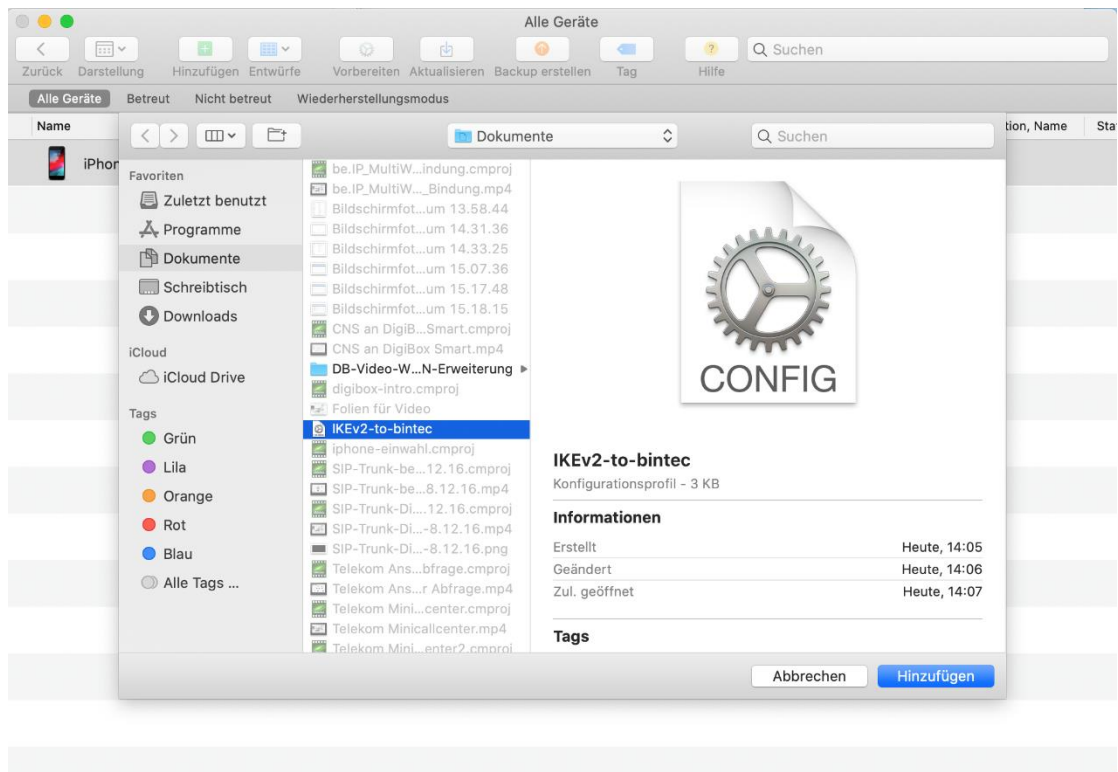 Alle Geräte
Zurück Darstellung Hinzufügen Entwürfe Vorbereiten Aktualisieren Backup erstellen Tag Hilfe Suchen
Alle Geräte Betreut Nicht betreut Wiederherstellungsmodus
Name tion, Name Sta
iPhor
Dokumente Suchen
Favoriten
Zuletzt benutzt
Programme
Dokumente
Schreibtisch
Downloads
iCloud
iCloud Drive
Tags
Grün
Lila
Orange
Rot
Blau
Alle Tags ...
be.IP_MultiW...indung.cmproj
be.IP_MultiW..._Bindung.mp4
Bildschirmfot...um 13.58.44
Bildschirmfot...um 14.31.36
Bildschirmfot...um 14.33.25
Bildschirmfot...um 15.07.36
Bildschirmfot...um 15.17.48
Bildschirmfot...um 15.18.15
CNS an DigiB...Smart.cmproj
CNS an DigiBox Smart.mp4
DB-Video-W...N-Erweiterung
digibox-intro.cmproj
Folien für Video
IKEv2-to-bintec
iphone-einwahl.cmproj
SIP-Trunk-be...12.16.cmproj
SIP-Trunk-be...8.12.16.mp4
SIP-Trunk-Di....12.16.cmproj
SIP-Trunk-Di...-8.12.16.mp4
SIP-Trunk-Di...-8.12.16.png
Telekom Ans...bfrage.cmproj
Telekom Ans...r Abfrage.mp4
Telekom Mini...center.cmproj
Telekom Minicallcenter.mp4
Telekom Mini...enter2.cmproj
CONFIG
IKEv2-to-bintec
Konfigurationsprofil - 3 KB
Informationen
Erstellt Heute, 14:05
Geändert Heute, 14:06
Zul. geöffnet Heute, 14:07
Tags
Abbrechen Hinzufügen